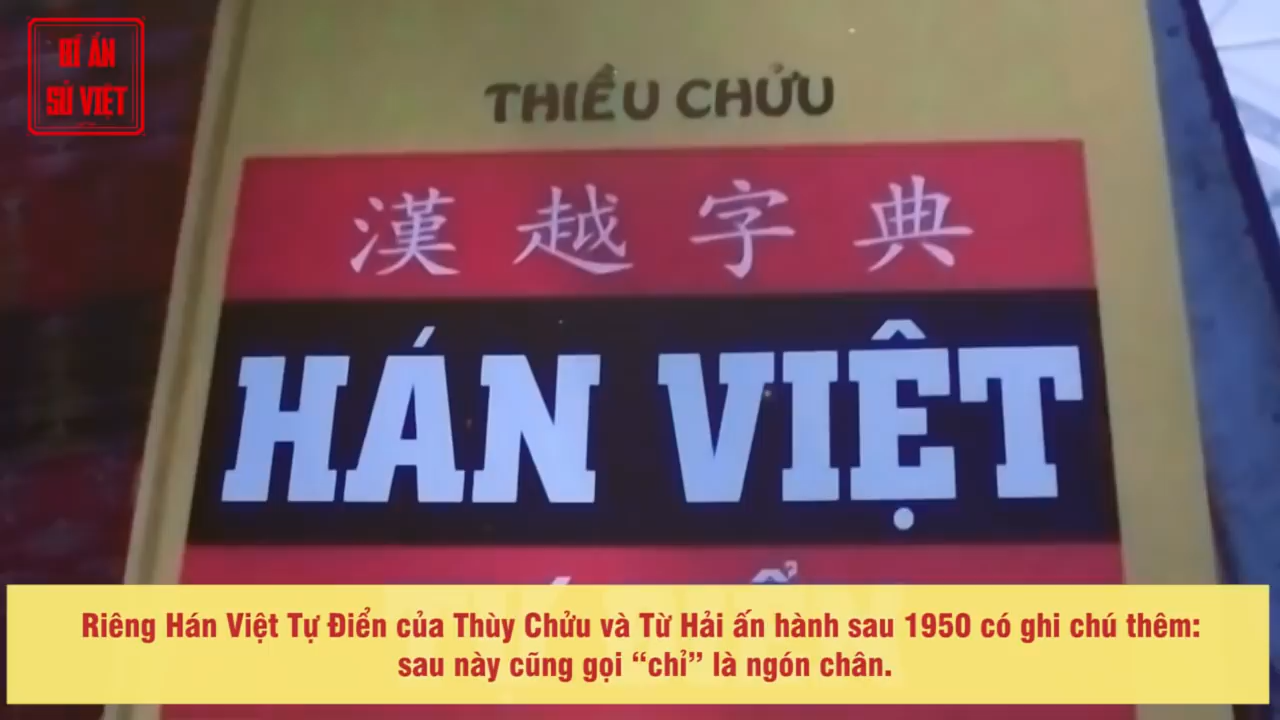 BÍ ẨN
SỬ VIỆT
THIỀU CHỬU
漢越字典
HÁN VIỆT
Riêng Hán Việt Tự Điển của Thùy Chửu và Từ Hải ấn hành sau 1950 có ghi chú thêm:
sau này cũng gọi “chỉ” là ngón chân.